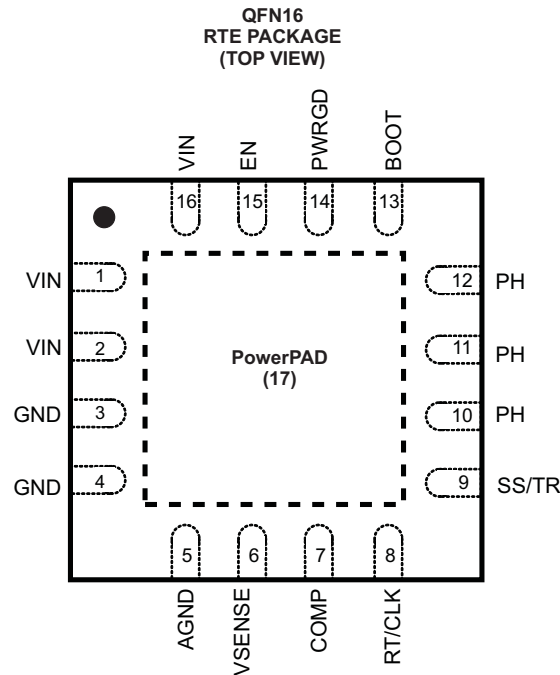 QFN16
RTE PACKAGE
(TOP VIEW)
VIN
EN
PWRGD
BOOT
16
15
14
13
VIN
1
12
PH
VIN
2
11
PH
PowerPAD
(17)
GND
3
10
PH
GND
4
9
SS/TR
5
6
7
8
AGND
VSENSE
COMP
RT/CLK